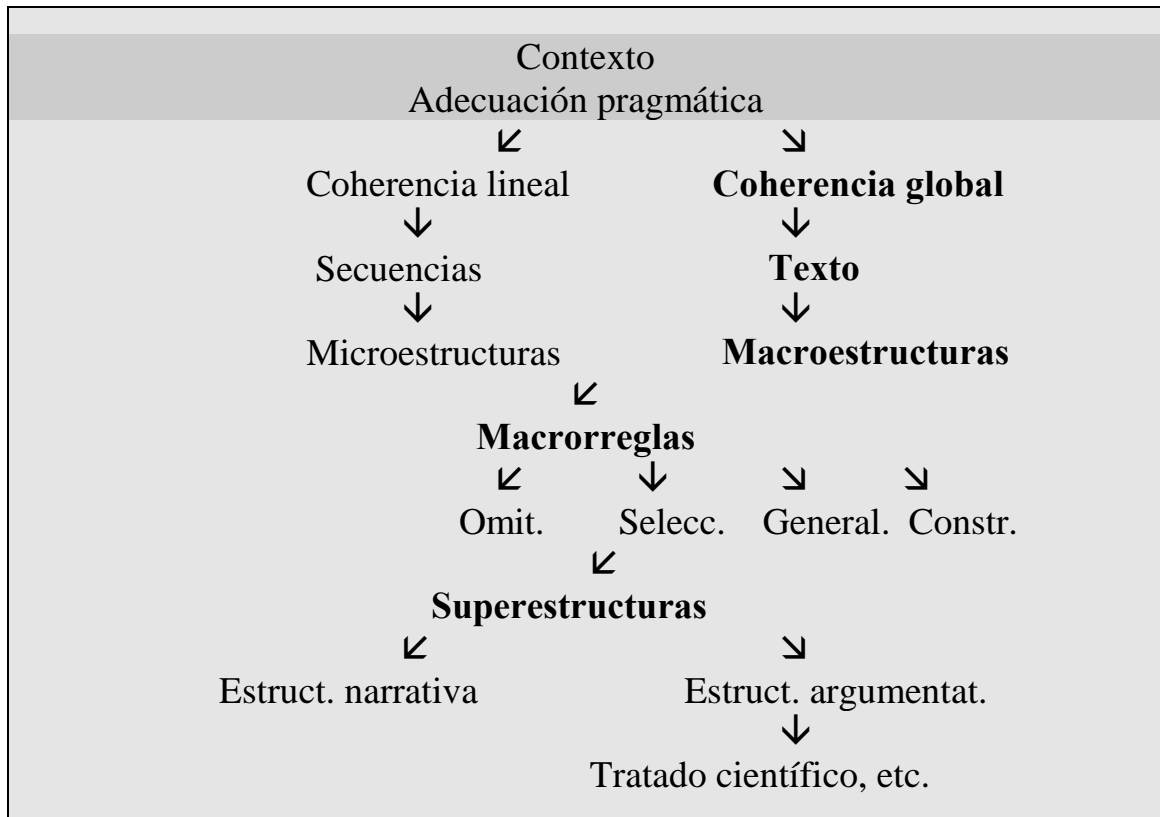 Contexto
Adecuación pragmática
Coherencia lineal Coherencia global
Secuencias Texto
Microestructuras Macroestructuras
Macrorreglas
Omit. Selecc. General. Constr.
Superestructuras
Estruct. narrativa Estruct. argumentat.
Tratado científico, etc.